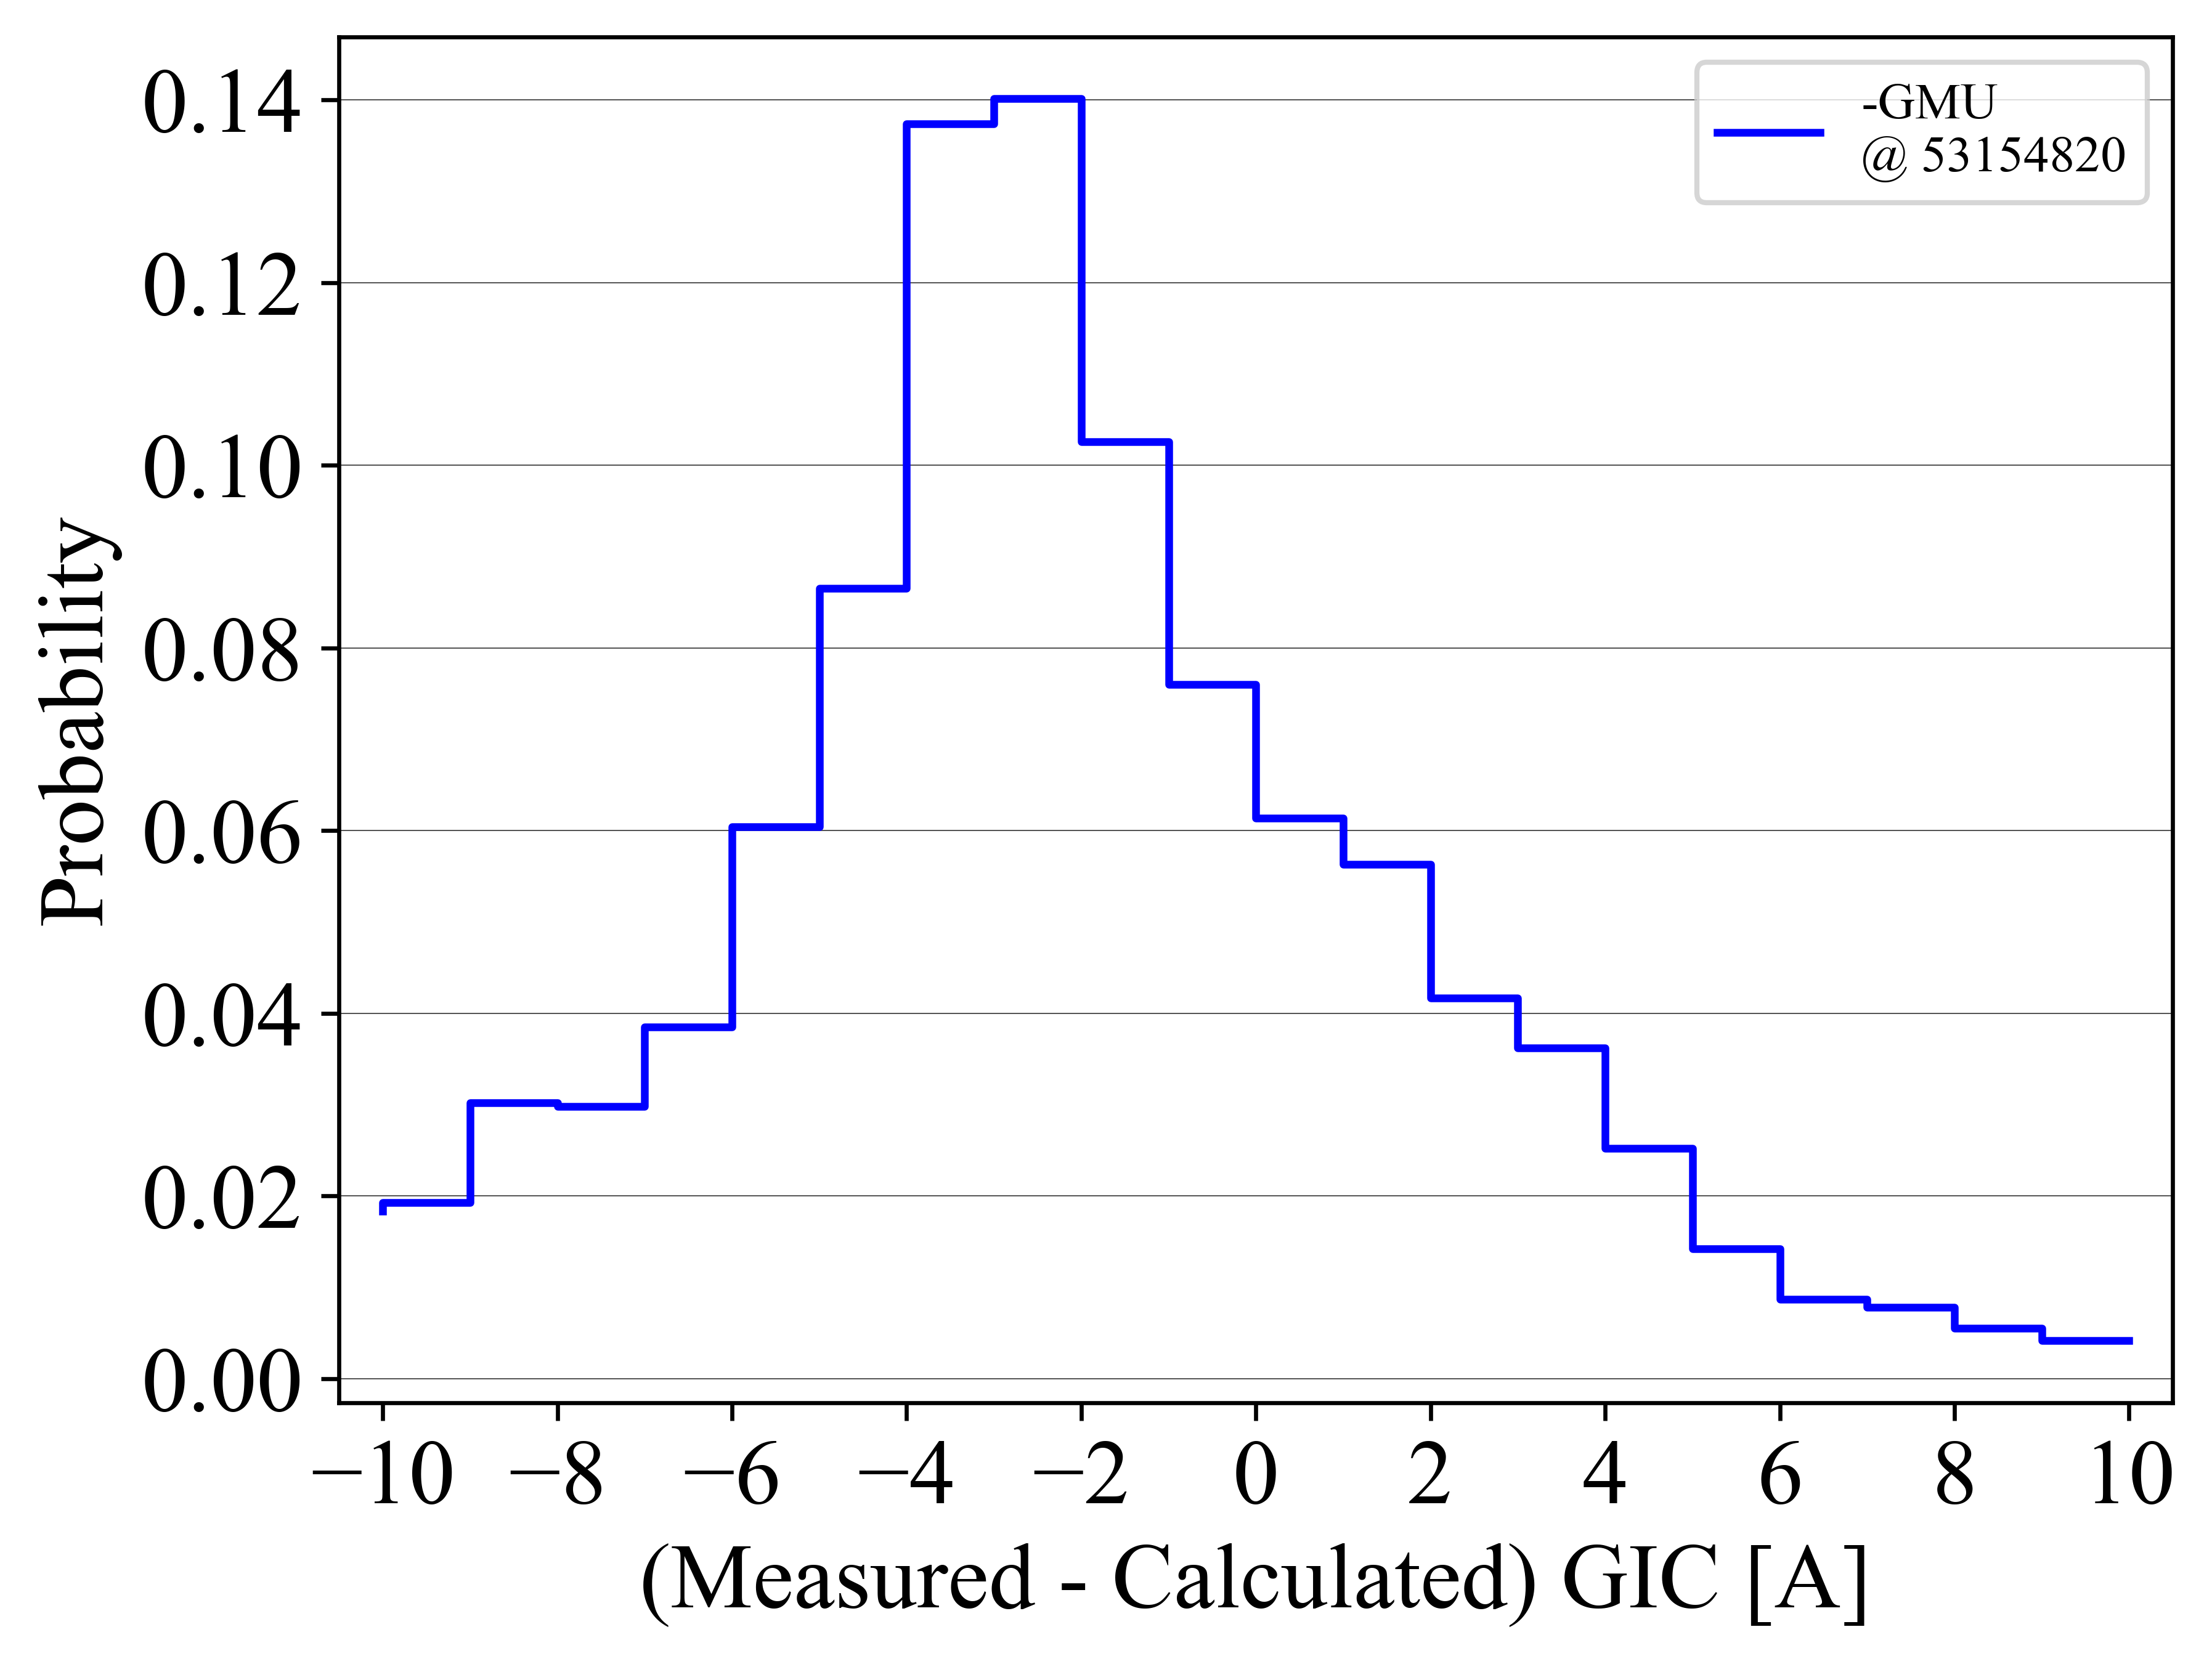 -GMU
@ 53154820
0.14
0.12
0.10
0.08
0.06
0.04
0.02
0.00
Probability
−10 −8 −6 −4 −2 0 2 4 6 8 10
(Measured - Calculated) GIC [A]